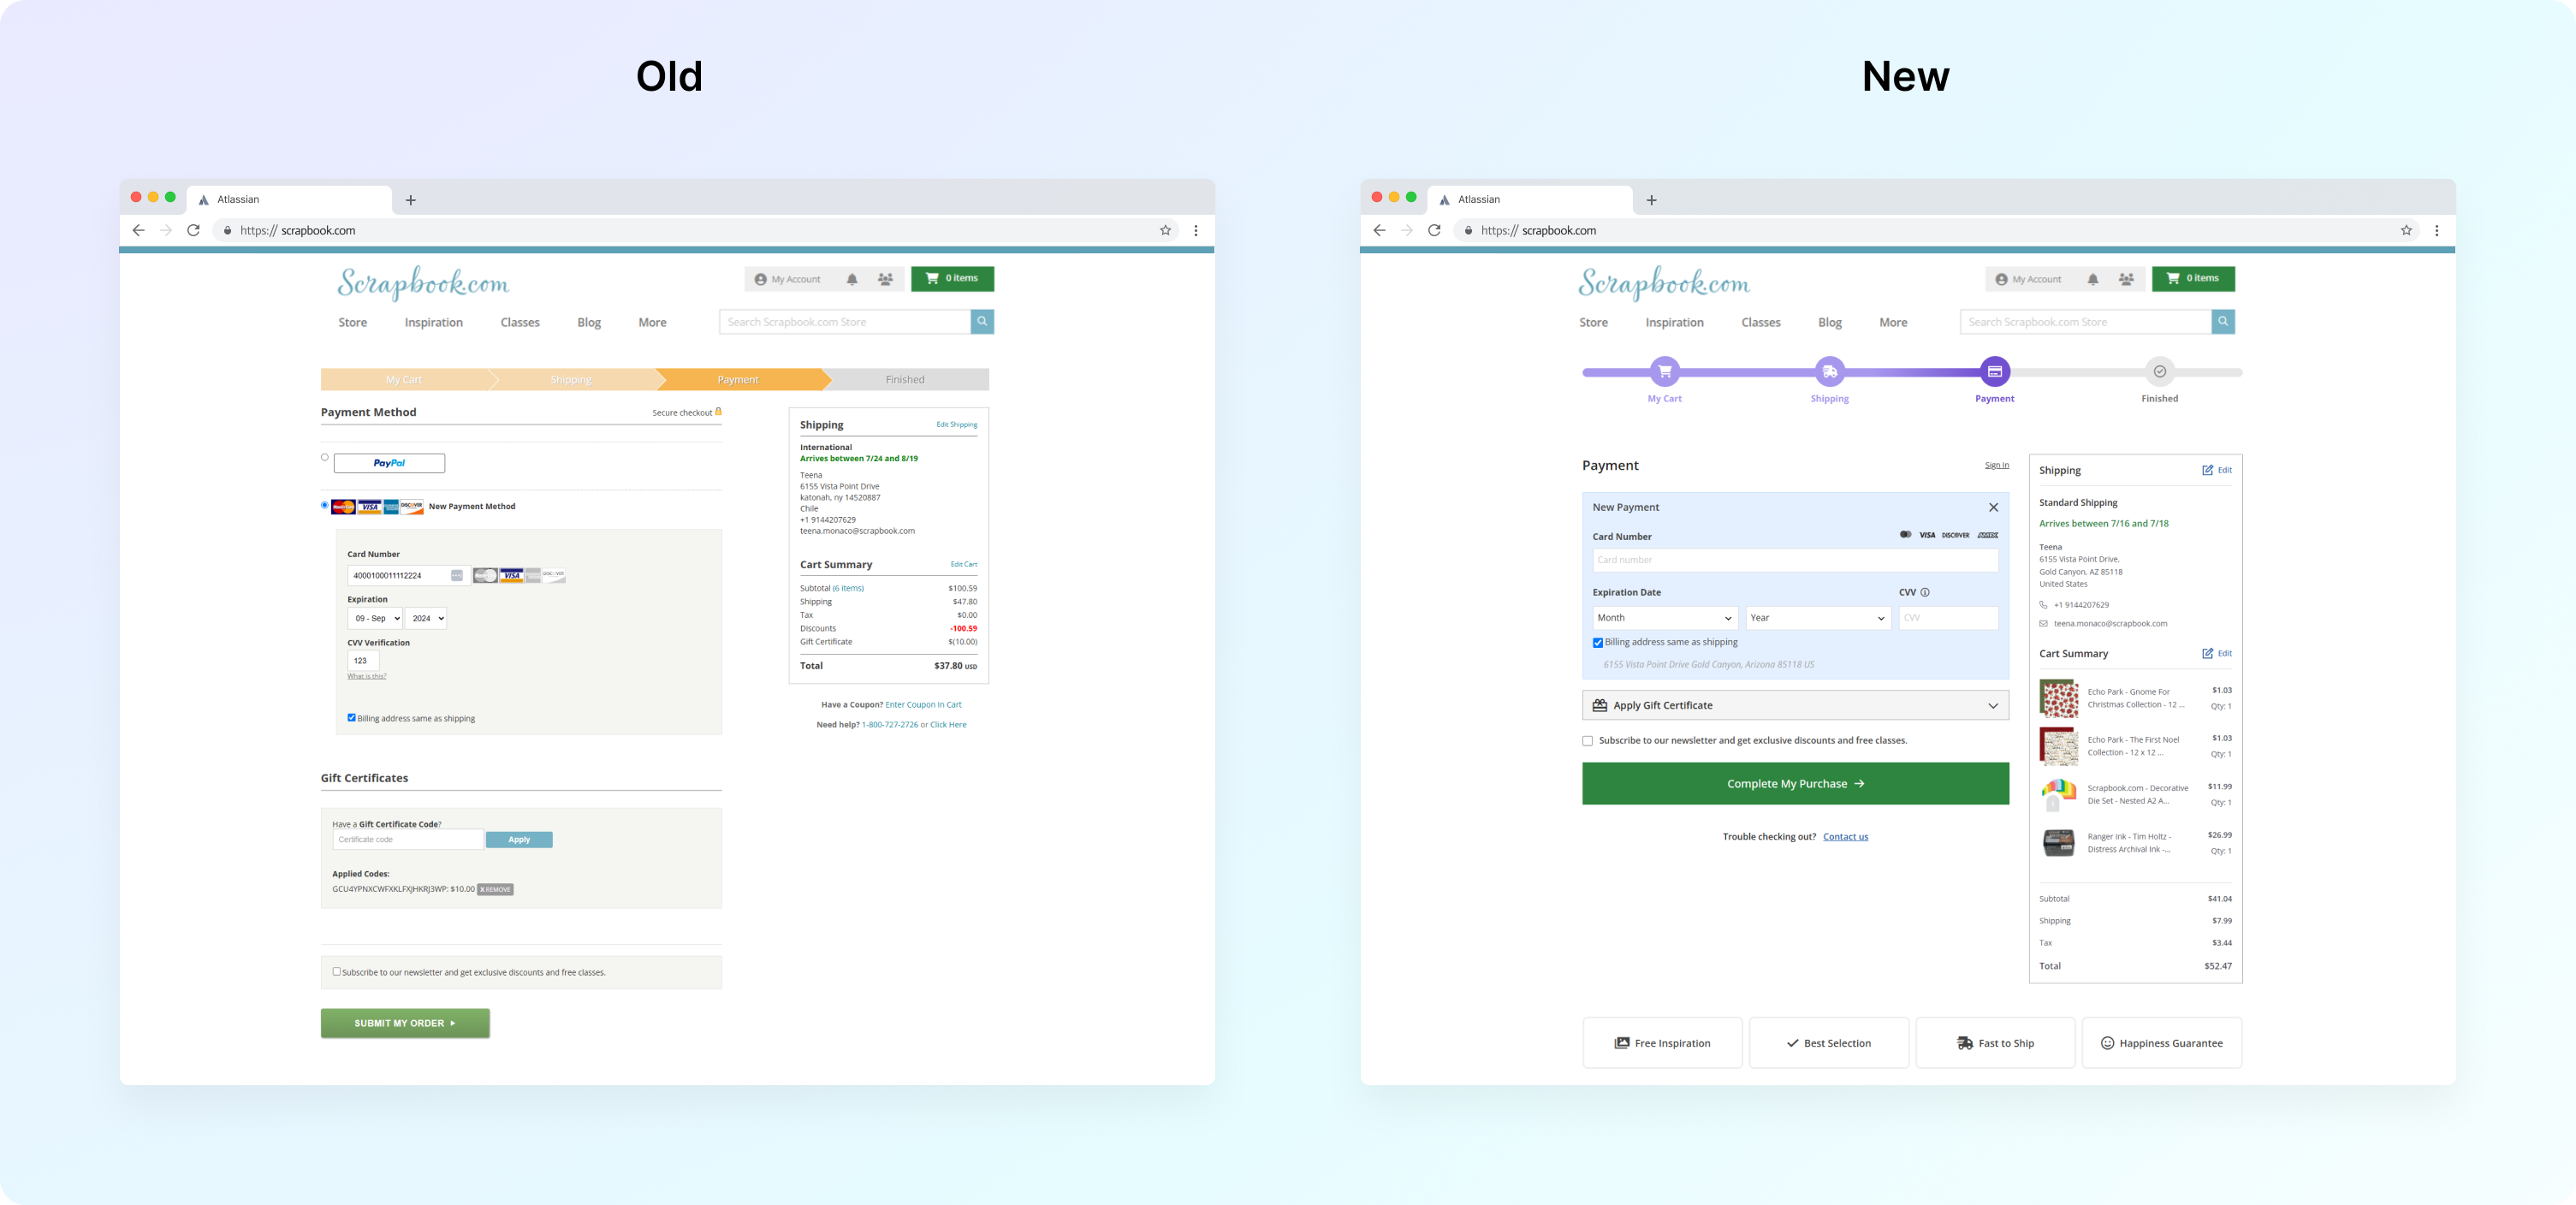 Old
Atlassian
https:// scrapbook.com
Scrapbook.com
My Account
0 items
Store Inspiration Classes Blog More
Search Scrapbook.com Store
My Cart Shipping Payment Finished
Payment Method
Secure checkout
PayPal
MasterCard VISA DISCOVER New Payment Method
Card Number
4000100011112224
VISA DISCOVER
Expiration
09 - Sep 2024
CVV Verification
123
What is this?
Billing address same as shipping
Gift Certificates
Have a Gift Certificate Code?
Certificate code
Apply
Applied Codes:
GCU4YPNXCWFXKLFXJHKRJ3WP: $10.00 X REMOVE
Subscribe to our newsletter and get exclusive discounts and free classes.
SUBMIT MY ORDER
Shipping Edit Shipping
International
Arrives between 7/24 and 8/19
Teena
6155 Vista Point Drive
katonah, ny 14520887
Chile
+1 9144207629
teena.monaco@scrapbook.com
Cart Summary Edit Cart
Subtotal (6 items) $100.59
Shipping $47.80
Tax $0.00
Discounts -100.59
Gift Certificate $(10.00)
Total $37.80 USD
Have a Coupon? Enter Coupon In Cart
Need help? 1-800-727-2726 or Click Here
New
Atlassian
https:// scrapbook.com
Scrapbook.com
My Account
0 items
Store Inspiration Classes Blog More
Search Scrapbook.com Store
My Cart Shipping Payment Finished
Payment Sign In
New Payment
Card Number
VISA DISCOVER AMEX
Card number
Expiration Date CVV
Month Year CVV
Billing address same as shipping
6155 Vista Point Drive Gold Canyon, Arizona 85118 US
Apply Gift Certificate
Subscribe to our newsletter and get exclusive discounts and free classes.
Complete My Purchase
Trouble checking out? Contact us
Shipping Edit
Standard Shipping
Arrives between 7/16 and 7/18
Teena
6155 Vista Point Drive,
Gold Canyon, AZ 85118
United States
+1 9144207629
teena.monaco@scrapbook.com
Cart Summary Edit
Echo Park - Gnome For $1.03
Christmas Collection - 12 ... Qty: 1
Echo Park - The First Noel $1.03
Collection - 12 x 12 ... Qty: 1
Scrapbook.com - Decorative $11.99
Die Set - Nested A2 A... Qty: 1
Ranger Ink - Tim Holtz - $26.99
Distress Archival Ink -... Qty: 1
Subtotal $41.04
Shipping $7.99
Tax $3.44
Total $52.47
Free Inspiration
Best Selection
Fast to Ship
Happiness Guarantee